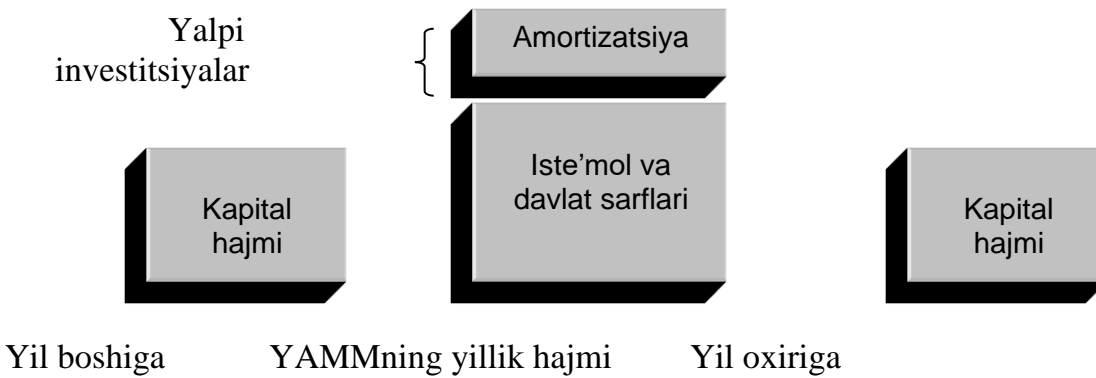 Yalpi
investitsiyalar
Amortizatsiya
Iste’mol va
davlat sarflari
Kapital
hajmi
Kapital
hajmi
Yil boshiga YAMMning yillik hajmi Yil oxiriga